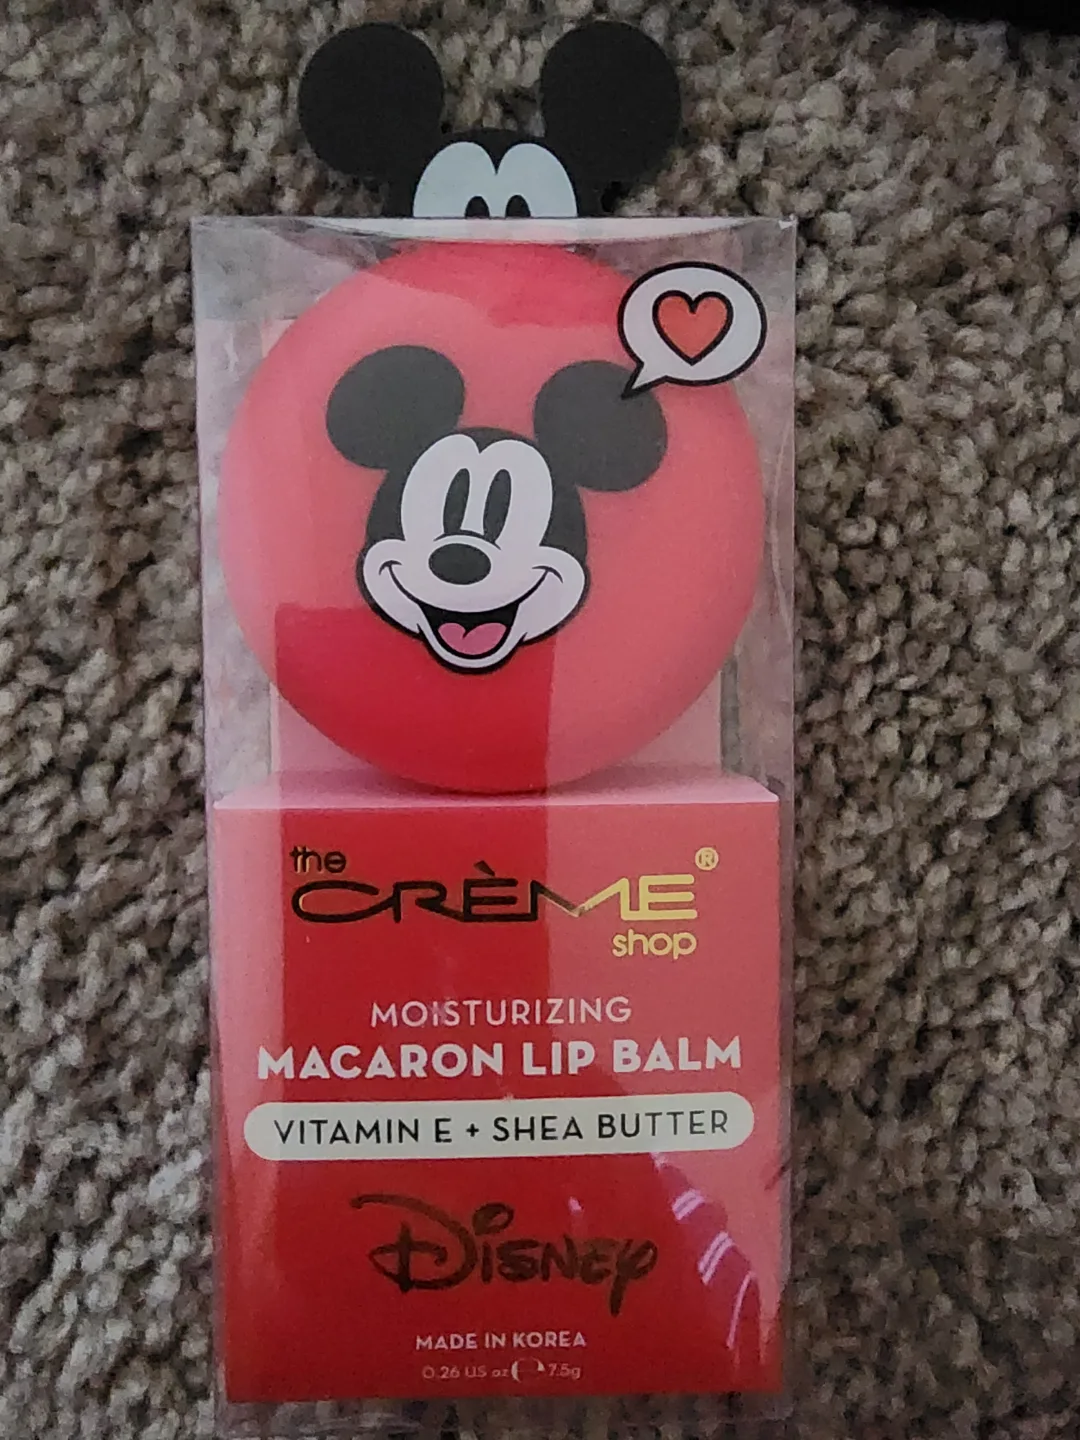 the
CRÈME®
shop
MOISTURIZING
MACARON LIP BALM
VITAMIN E + SHEA BUTTER
Disney
MADE IN KOREA
0.26 US oz ℮ 7.5g